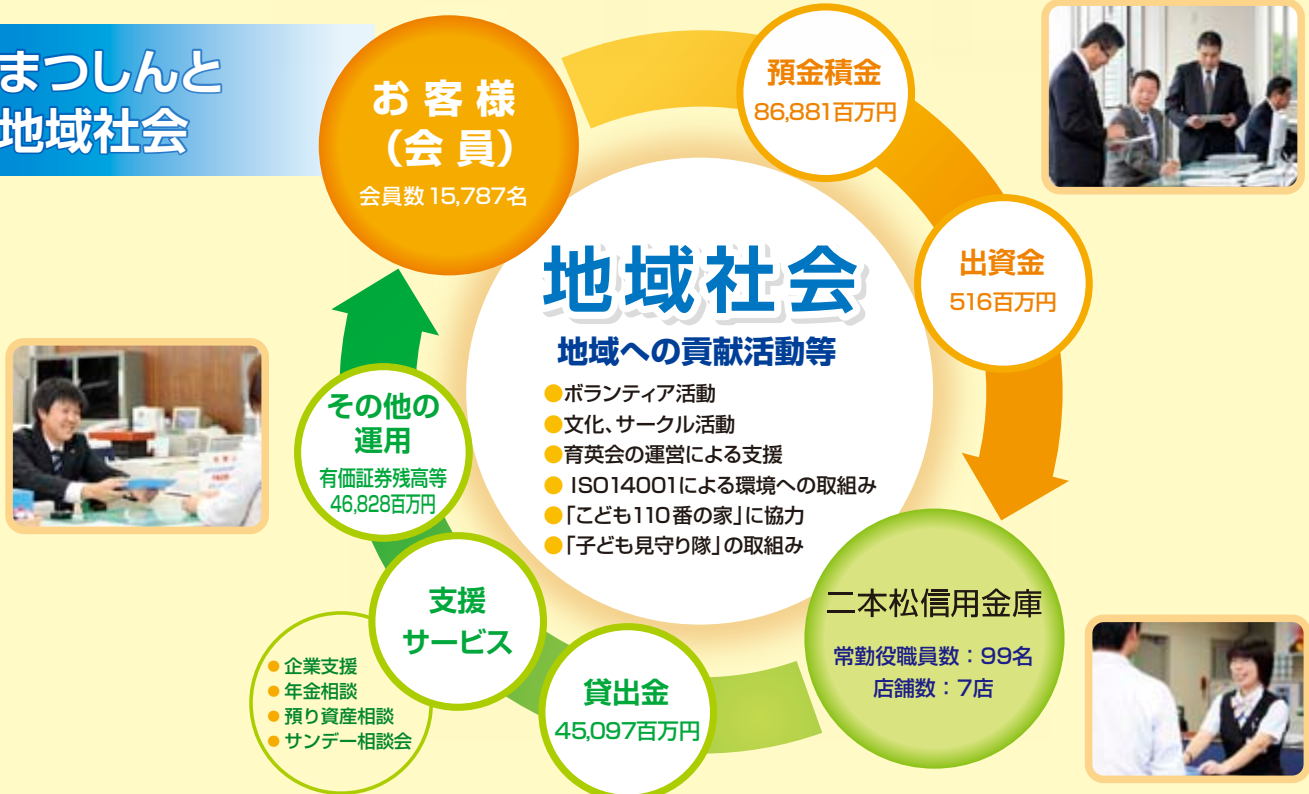 まつしんと
地域社会
お客様
（会員）
会員数 15,787名
預金積金
86,881百万円
出資金
516百万円
地域社会
地域への貢献活動等
●ボランティア活動
●文化、サークル活動
●育英会の運営による支援
●ISO14001による環境への取組み
●「こども110番の家」に協力
●「子ども見守り隊」の取組み
二本松信用金庫
常勤役職員数：99名
店舗数：7店
貸出金
45,097百万円
支援
サービス
●企業支援
●年金相談
●預り資産相談
●サンデー相談会
その他の
運用
有価証券残高等
46,828百万円